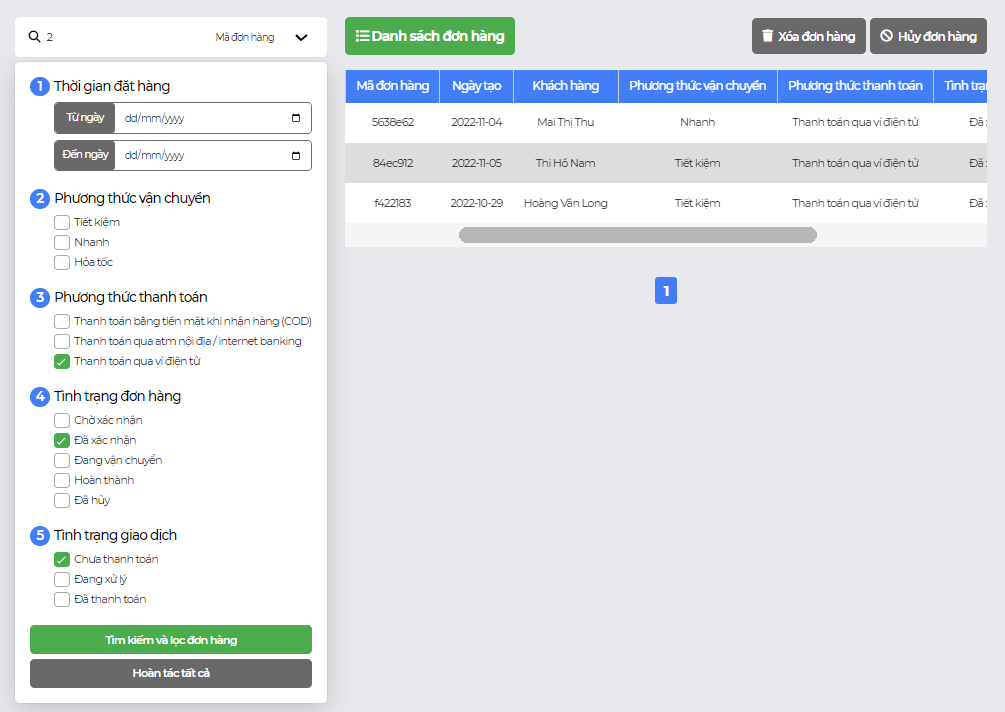 2 Mã đơn hàng
1 Thời gian đặt hàng
Từ ngày dd/mm/yyyy
Đến ngày dd/mm/yyyy
2 Phương thức vận chuyển
Tiết kiệm
Nhanh
Hỏa tốc
3 Phương thức thanh toán
Thanh toán bằng tiền mặt khi nhận hàng (COD)
Thanh toán qua atm nội địa / internet banking
Thanh toán qua ví điện tử
4 Tình trạng đơn hàng
Chờ xác nhận
Đã xác nhận
Đang vận chuyển
Hoàn thành
Đã hủy
5 Tình trạng giao dịch
Chưa thanh toán
Đang xử lý
Đã thanh toán
Tìm kiếm và lọc đơn hàng
Hoàn tác tất cả
Danh sách đơn hàng
Xóa đơn hàng
Hủy đơn hàng
Mã đơn hàng Ngày tạo Khách hàng Phương thức vận chuyển Phương thức thanh toán Tình
5638e62 2022-11-04 Mai Thị Thu Nhanh Thanh toán qua ví điện tử Đã
84ec912 2022-11-05 Thi Hồ Nam Tiết kiệm Thanh toán qua ví điện tử Đã
f422183 2022-10-29 Hoàng Văn Long Tiết kiệm Thanh toán qua ví điện tử Đã
1